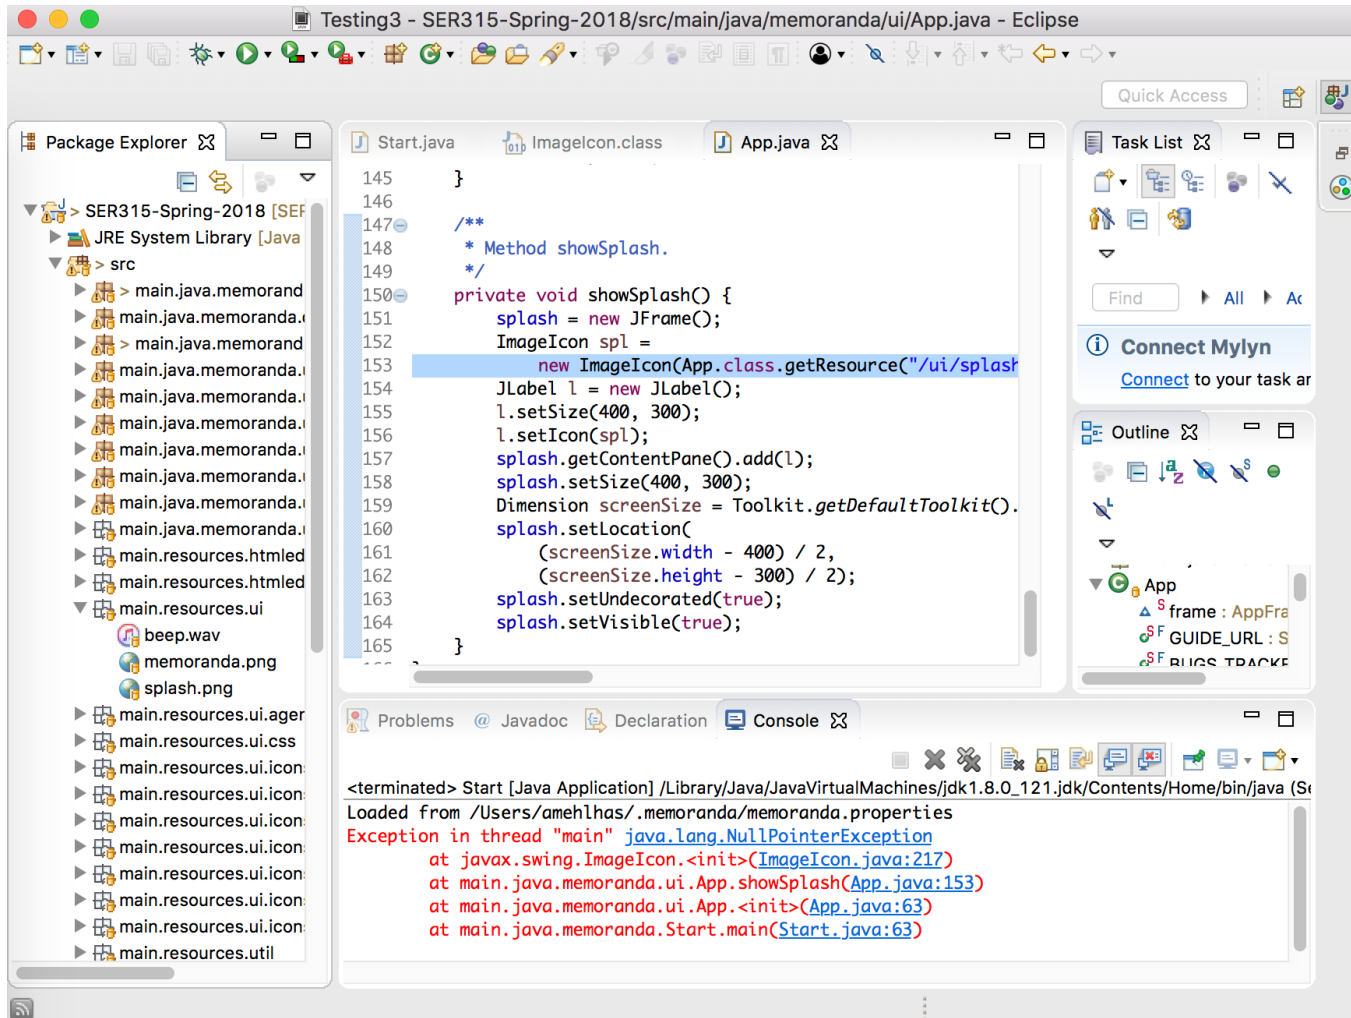 Testing3 - SER315-Spring-2018/src/main/java/memoranda/ui/App.java - Eclipse
Quick Access
Package Explorer
> SER315-Spring-2018 [SER
JRE System Library [Java
> src
> main.java.memorand
main.java.memoranda.
> main.java.memorand
main.java.memoranda.
main.java.memoranda.
main.java.memoranda.
main.java.memoranda.
main.java.memoranda.
main.java.memoranda.
main.java.memoranda.
main.resources.htmled
main.resources.htmled
main.resources.ui
beep.wav
memoranda.png
splash.png
main.resources.ui.ager
main.resources.ui.css
main.resources.ui.icon
main.resources.ui.icon
main.resources.ui.icon
main.resources.ui.icon
main.resources.ui.icon
main.resources.ui.icon
main.resources.ui.icon
main.resources.util
Start.java
ImageIcon.class
App.java
145 }
146
147 /**
148 * Method showSplash.
149 */
150 private void showSplash() {
151 splash = new JFrame();
152 ImageIcon spl =
153 new ImageIcon(App.class.getResource("/ui/splash
154 JLabel l = new JLabel();
155 l.setSize(400, 300);
156 l.setIcon(spl);
157 splash.getContentPane().add(l);
158 splash.setSize(400, 300);
159 Dimension screenSize = Toolkit.getDefaultToolkit().
160 splash.setLocation(
161 (screenSize.width - 400) / 2,
162 (screenSize.height - 300) / 2);
163 splash.setUndecorated(true);
164 splash.setVisible(true);
165 }
Task List
Find
All
Ac
Connect Mylyn
Connect to your task ar
Outline
App
S frame : AppFra
S F GUIDE_URL : S
S F BUGS_TRACKE
Problems
@ Javadoc
Declaration
Console
<terminated> Start [Java Application] /Library/Java/JavaVirtualMachines/jdk1.8.0_121.jdk/Contents/Home/bin/java (Se
Loaded from /Users/amehlhas/.memoranda/memoranda.properties
Exception in thread "main" java.lang.NullPointerException
at javax.swing.ImageIcon.<init>(ImageIcon.java:217)
at main.java.memoranda.ui.App.showSplash(App.java:153)
at main.java.memoranda.ui.App.<init>(App.java:63)
at main.java.memoranda.Start.main(Start.java:63)